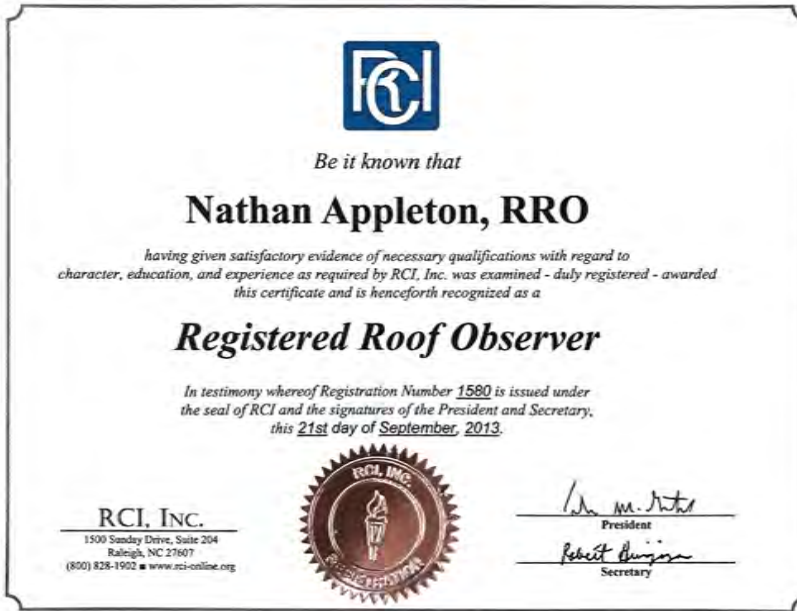 RCI
Be it known that
Nathan Appleton, RRO
having given satisfactory evidence of necessary qualifications with regard to
character, education, and experience as required by RCI, Inc. was examined - duly registered - awarded
this certificate and is henceforth recognized as a
Registered Roof Observer
In testimony whereof Registration Number 1580 is issued under
the seal of RCI and the signatures of the President and Secretary,
this 21st day of September, 2013.
RCI, INC.
REGISTRATION
RCI, INC.
1500 Sunday Drive, Suite 204
Raleigh, NC 27607
(800) 828-1902 ■ www.rci-online.org
President
Robert
Secretary